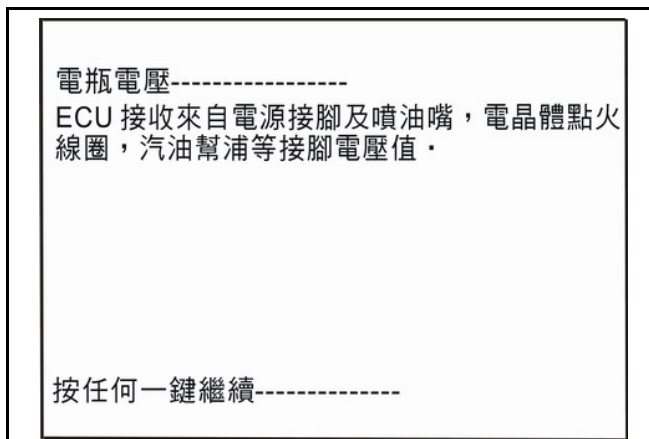 電瓶電壓-----------------
ECU 接收來自電源接腳及噴油嘴，電晶體點火
線圈，汽油幫浦等接腳電壓值．
按任何一鍵繼續--------------